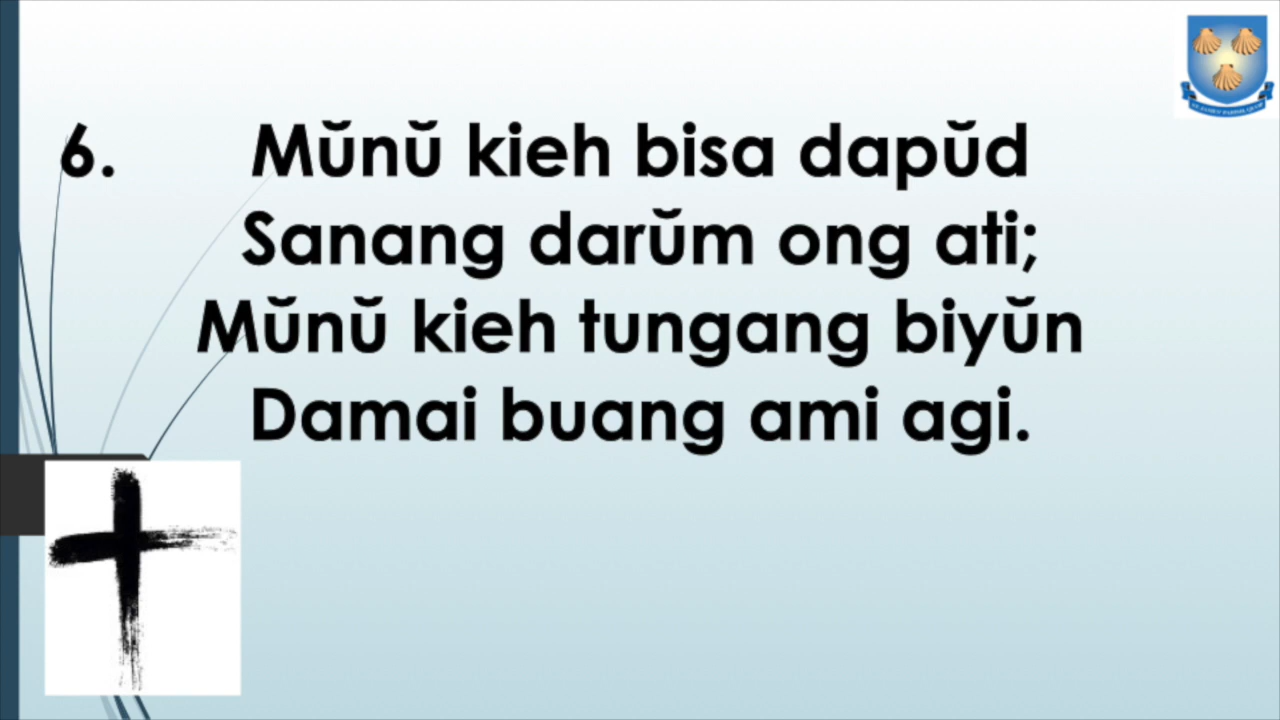 6. Mŭnŭ kieh bisa dapŭd
Sanang darŭm ong ati;
Mŭnŭ kieh tungang biyŭn
Damai buang ami agi.